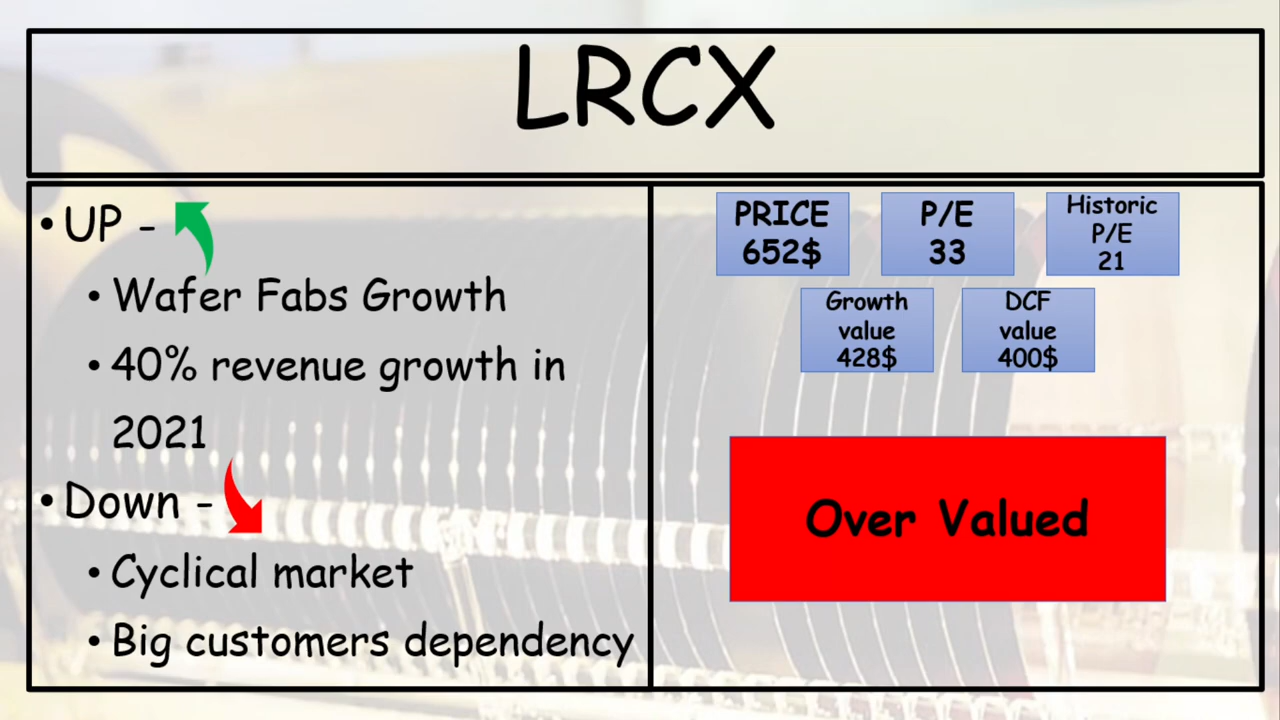 LRCX
• UP -
• Wafer Fabs Growth
• 40% revenue growth in
2021
• Down -
• Cyclical market
• Big customers dependency
PRICE
652$
P/E
33
Historic
P/E
21
Growth
value
428$
DCF
value
400$
Over Valued